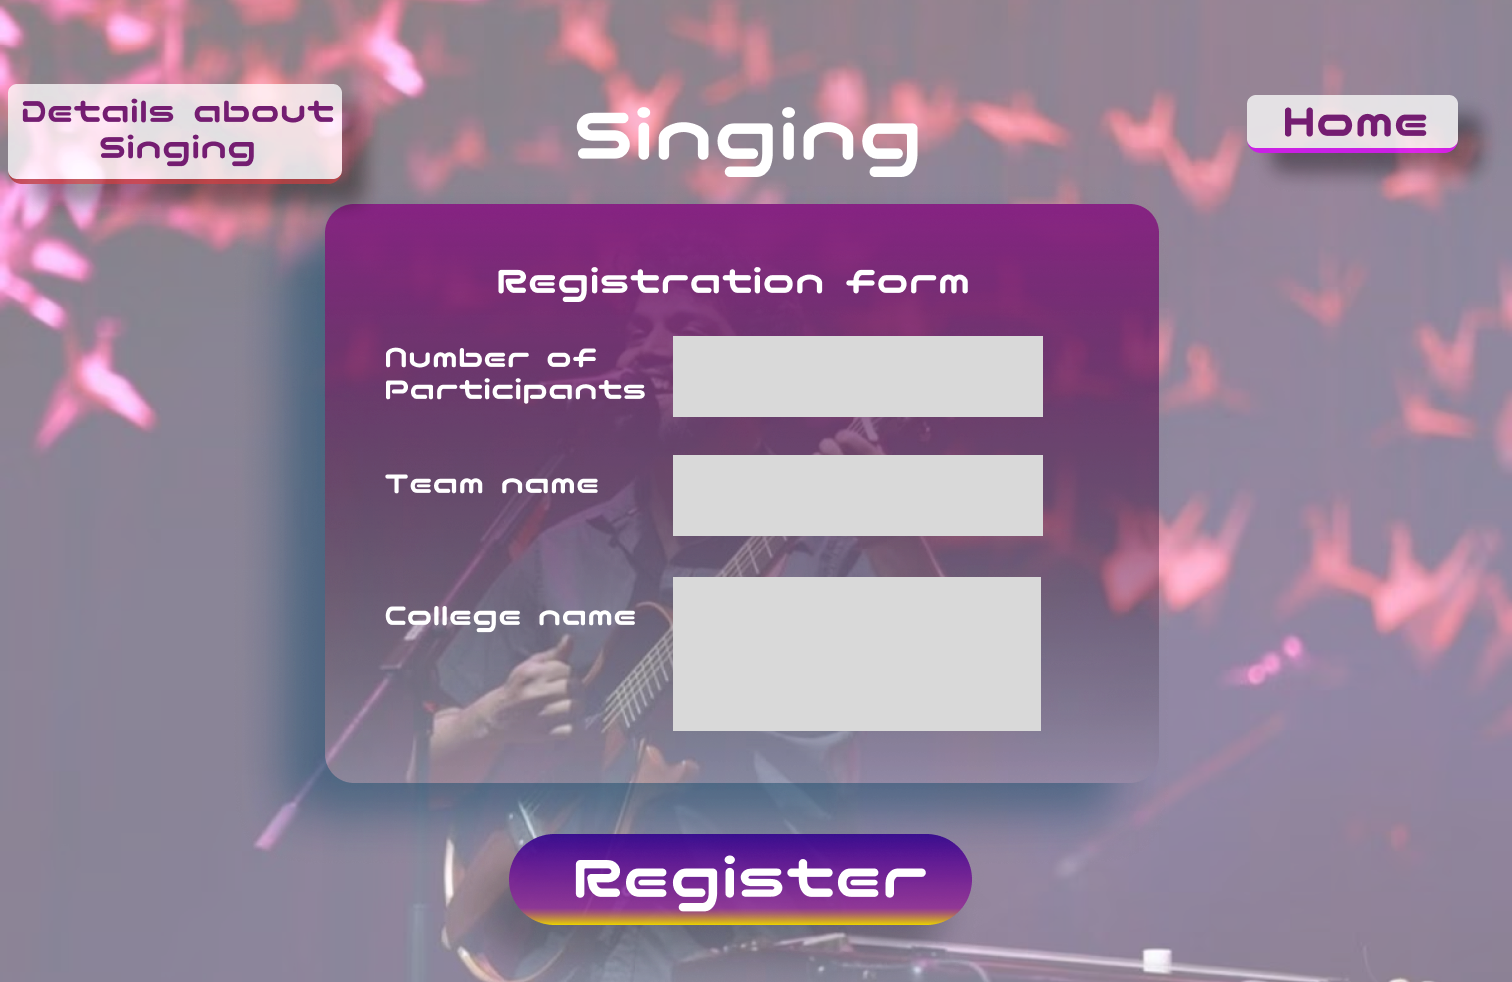 Details about
Singing
Singing
Home
Registration form
Number of
Participants
Team name
College name
Register